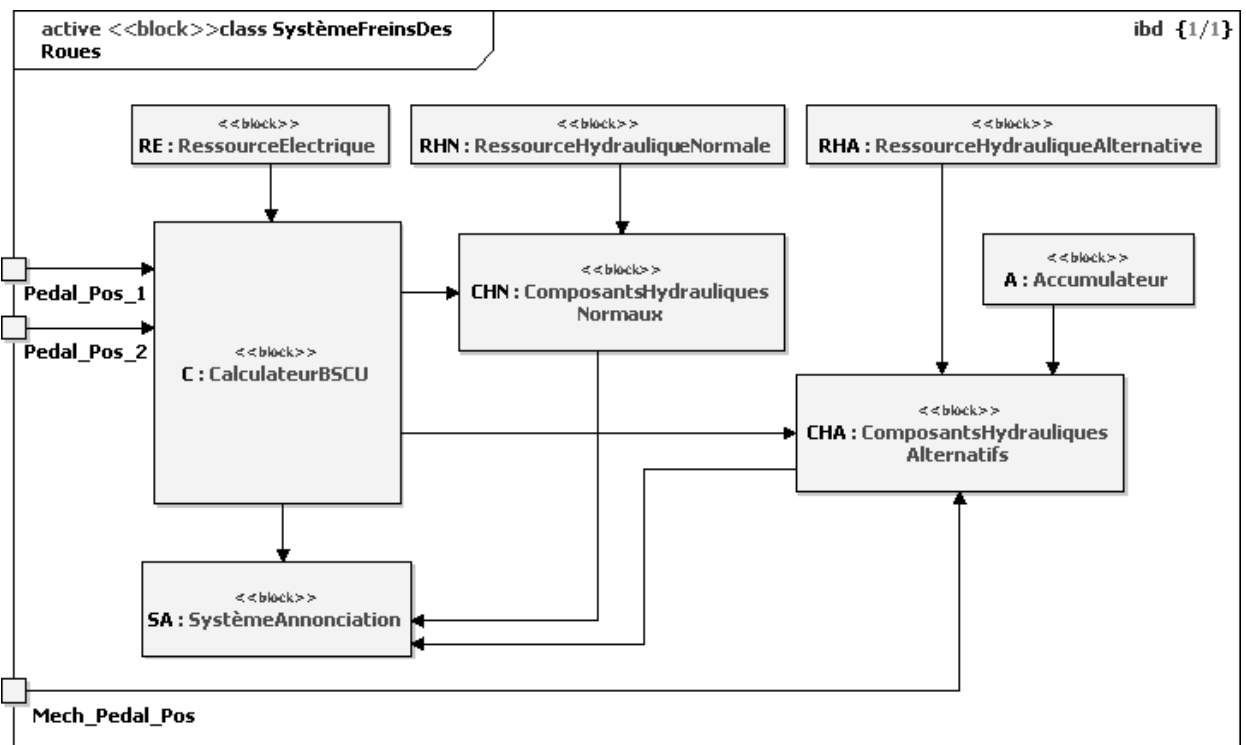 active <<block>>class SystèmeFreinsDes
Roues
ibd {1/1}
<<block>>
RE : RessourceElectrique
<<block>>
RHN : RessourceHydrauliqueNormale
<<block>>
RHA : RessourceHydrauliqueAlternative
<<block>>
CHN : ComposantsHydrauliques
Normaux
<<block>>
A : Accumulateur
Pedal_Pos_1
Pedal_Pos_2
<<block>>
C : CalculateurBSCU
<<block>>
CHA : ComposantsHydrauliques
Alternatifs
<<block>>
SA : SystèmeAnnonciation
Mech_Pedal_Pos